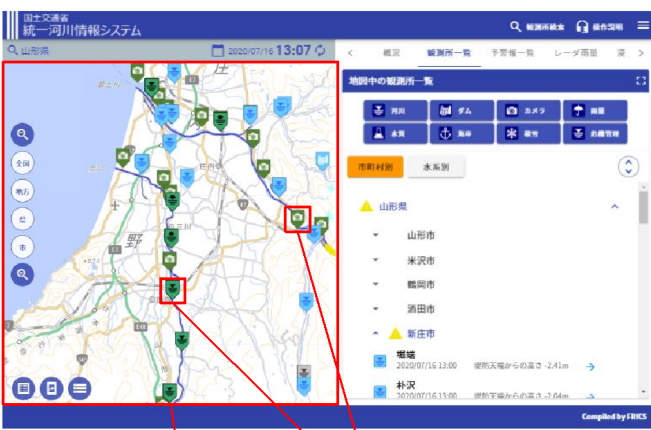 国土交通省
統一河川情報システム
観測所検索
操作説明
山形県
2020/07/16 13:07
概況
観測所一覧
予警報一覧
レーダ雨量
地図中の観測所一覧
河川
ダム
カメラ
雨量
水質
海岸
積雪
危機管理
市町村別
水系別
全国
地方
県
市
山形県
山形市
米沢市
鶴岡市
酒田市
新庄市
堀端
2020/07/16 13:00 堤防天端からの高さ -2.41m
朴沢
2020/07/16 13:00 堤防天端からの高さ -2.04m
Compiled by FRICS